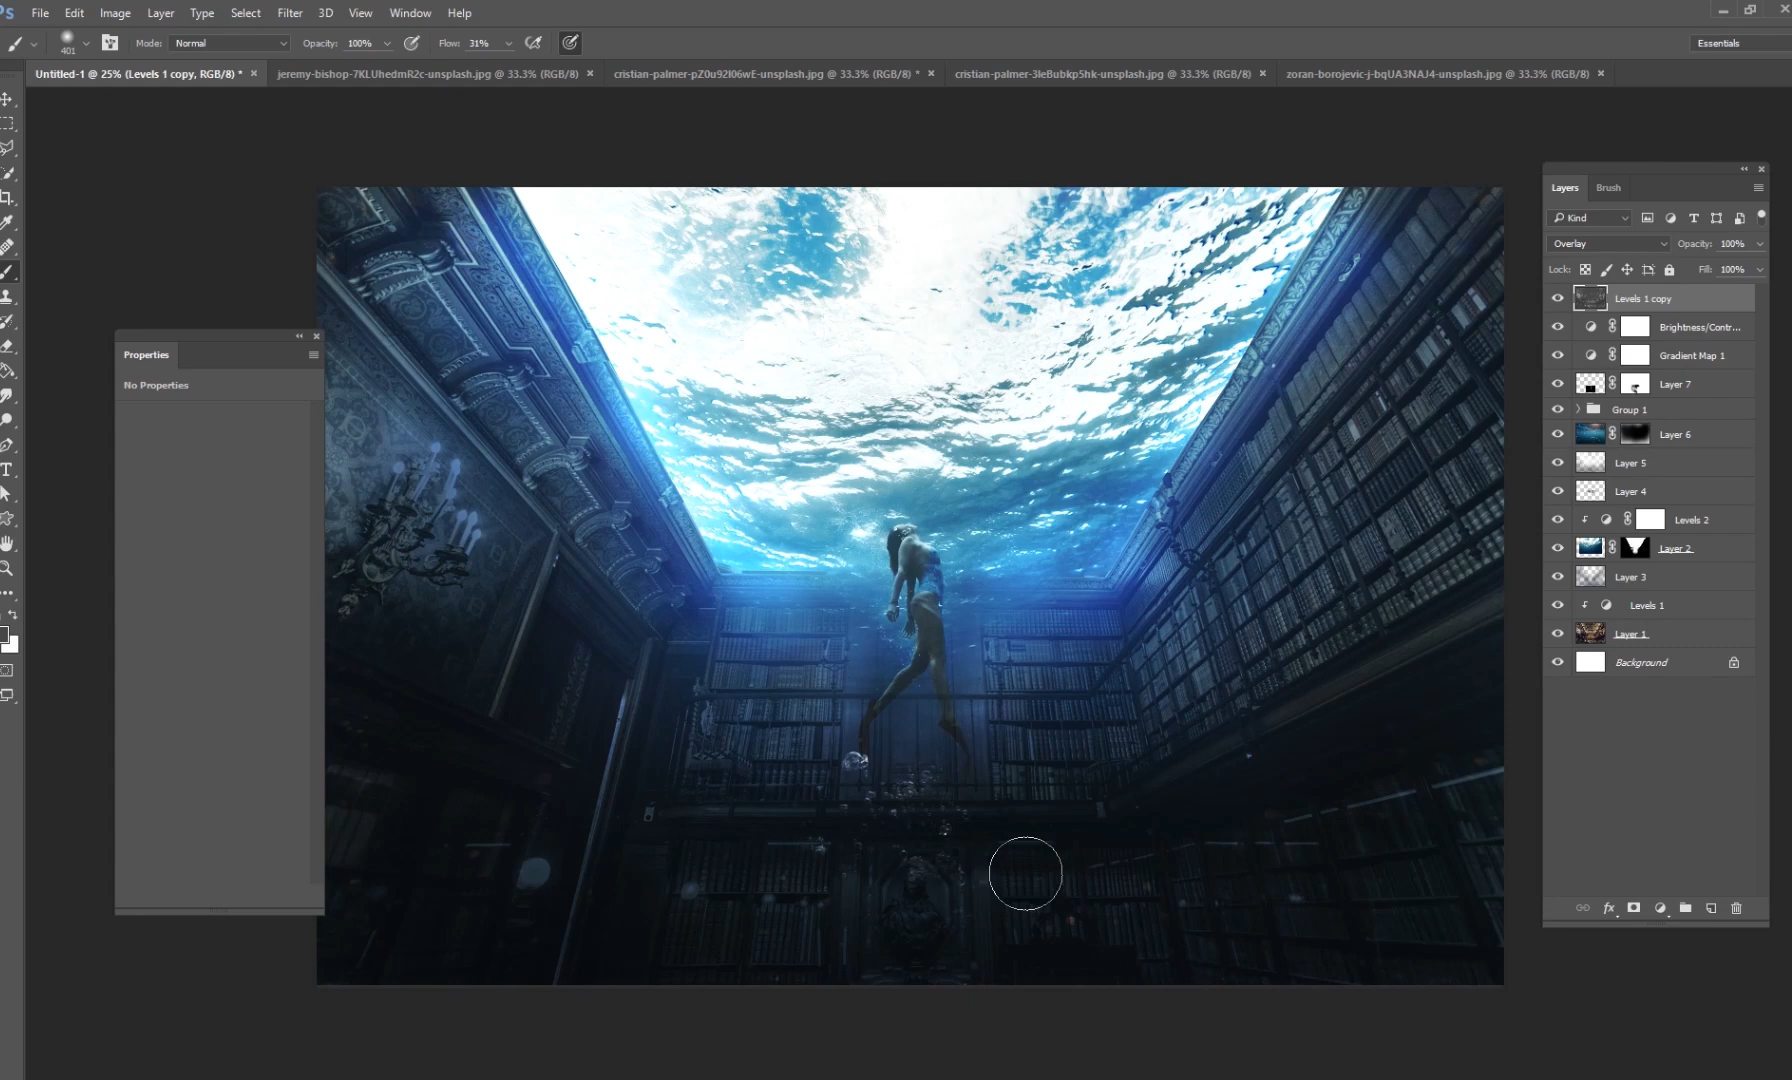 Ps File Edit Image Layer Type Select Filter 3D View Window Help
401 Mode: Normal Opacity: 100% Flow: 31% Essentials
Untitled-1 @ 25% (Levels 1 copy, RGB/8) * × jeremy-bishop-7KLUhedmR2c-unsplash.jpg @ 33.3% (RGB/8) × cristian-palmer-pZ0u92I06wE-unsplash.jpg @ 33.3% (RGB/8) * × cristian-palmer-3leBubkp5hk-unsplash.jpg @ 33.3% (RGB/8) × zoran-borojevic-j-bqUA3NAJ4-unsplash.jpg @ 33.3% (RGB/8) ×
Properties
No Properties
Layers Brush
Kind
Overlay Opacity: 100%
Lock: Fill: 100%
Levels 1 copy
Brightness/Contr...
Gradient Map 1
Layer 7
Group 1
Layer 6
Layer 5
Layer 4
Levels 2
Layer 2
Layer 3
Levels 1
Layer 1
Background
fx